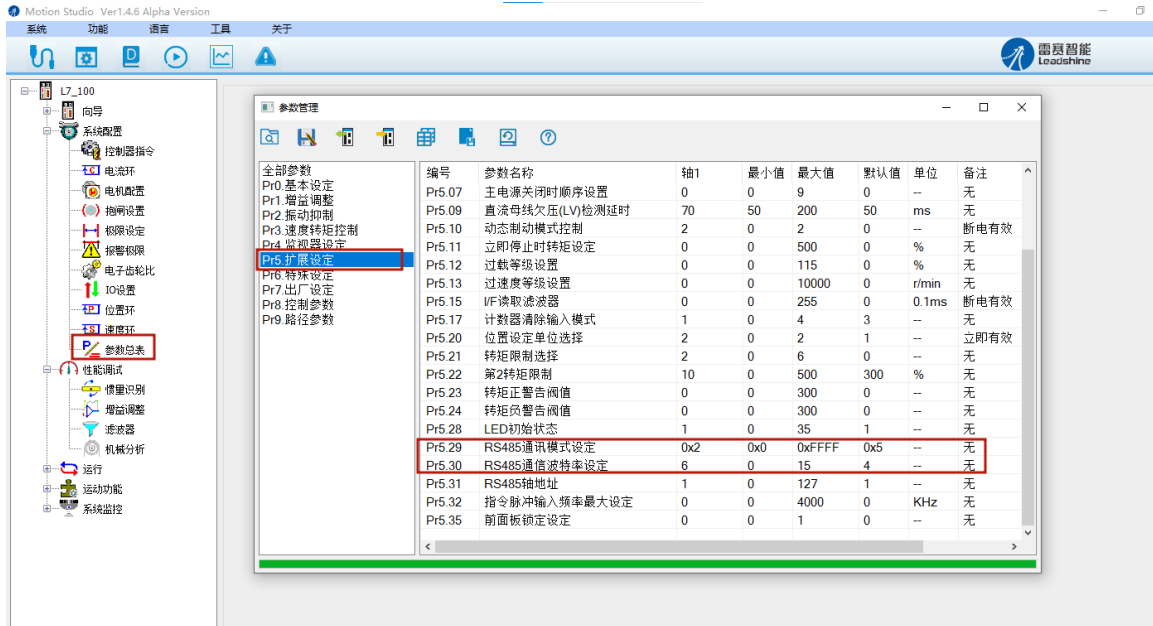 Motion Studio Ver1.4.6 Alpha Version
系统 功能 语言 工具 关于
雷赛智能
Leadshine
L7_100
向导
系统配置
控制器指令
电流环
电机配置
抱闸设置
极限设定
报警极限
电子齿轮比
IO设置
位置环
速度环
参数总表
性能调试
惯量识别
增益调整
滤波器
机械分析
运行
运动功能
系统监控
参数管理
全部参数
Pr0.基本设定
Pr1.增益调整
Pr2.振动抑制
Pr3.速度转矩控制
Pr4.监视器设定
Pr5.扩展设定
Pr6.特殊设定
Pr7.出厂设定
Pr8.控制参数
Pr9.路径参数
编号 参数名称 轴1 最小值 最大值 默认值 单位 备注
Pr5.07 主电源关闭时顺序设置 0 0 9 0 -- 无
Pr5.09 直流母线欠压(LV)检测延时 70 50 200 50 ms 无
Pr5.10 动态制动模式控制 2 0 2 0 -- 断电有效
Pr5.11 立即停止时转矩设定 0 0 500 0 % 无
Pr5.12 过载等级设置 0 0 115 0 % 无
Pr5.13 过速度等级设置 0 0 10000 0 r/min 无
Pr5.15 I/F读取滤波器 0 0 255 0 0.1ms 断电有效
Pr5.17 计数器清除输入模式 1 0 4 3 -- 无
Pr5.20 位置设定单位选择 2 0 2 1 -- 立即有效
Pr5.21 转矩限制选择 2 0 6 0 -- 无
Pr5.22 第2转矩限制 10 0 500 300 % 无
Pr5.23 转矩正警告阀值 0 0 300 0 -- 无
Pr5.24 转矩负警告阀值 0 0 300 0 -- 无
Pr5.28 LED初始状态 1 0 35 1 -- 无
Pr5.29 RS485通讯模式设定 0x2 0x0 0xFFFF 0x5 -- 无
Pr5.30 RS485通信波特率设定 6 0 15 4 -- 无
Pr5.31 RS485轴地址 1 0 127 1 -- 无
Pr5.32 指令脉冲输入频率最大设定 0 0 4000 0 KHz 无
Pr5.35 前面板锁定设定 0 0 1 0 -- 无